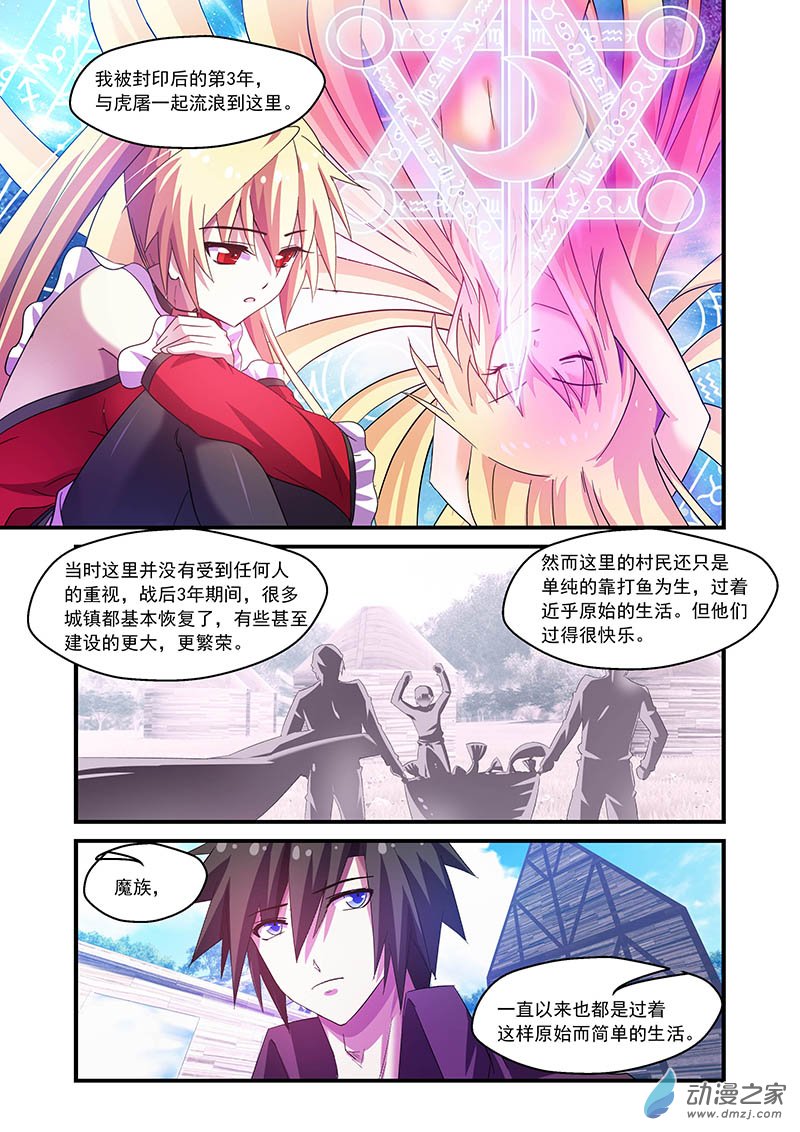 我被封印后的第3年，
与虎屠一起流浪到这里。
当时这里并没有受到任何人
的重视，战后3年期间，很多
城镇都基本恢复了，有些甚至
建设的更大，更繁荣。
然而这里的村民还只是
单纯的靠打鱼为生，过着
近乎原始的生活。但他们
过得很快乐。
魔族，
一直以来也都是过着
这样原始而简单的生活。
动漫之家
www.dmzj.com